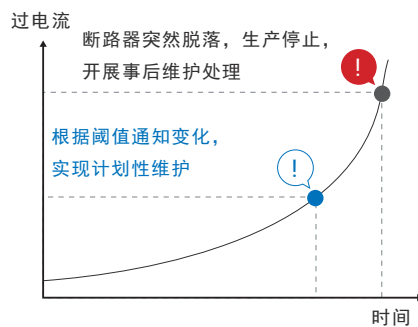 过电流
断路器突然脱落，生产停止，
开展事后维护处理
!
根据阈值通知变化，
实现计划性维护
!
时间